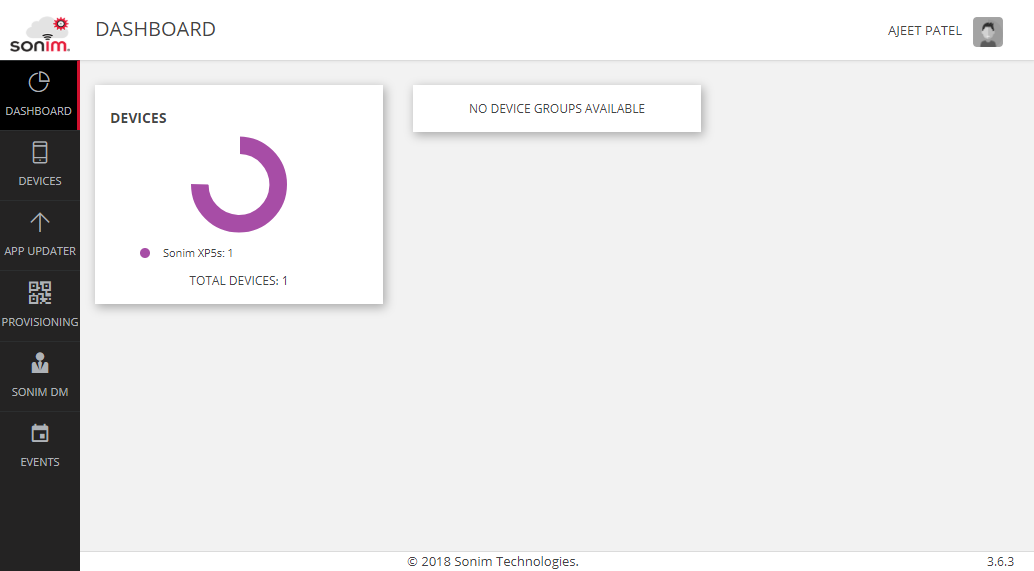 sonim
DASHBOARD
AJEET PATEL
DASHBOARD
DEVICES
APP UPDATER
PROVISIONING
SONIM DM
EVENTS
DEVICES
Sonim XP5s: 1
TOTAL DEVICES: 1
NO DEVICE GROUPS AVAILABLE
© 2018 Sonim Technologies.
3.6.3